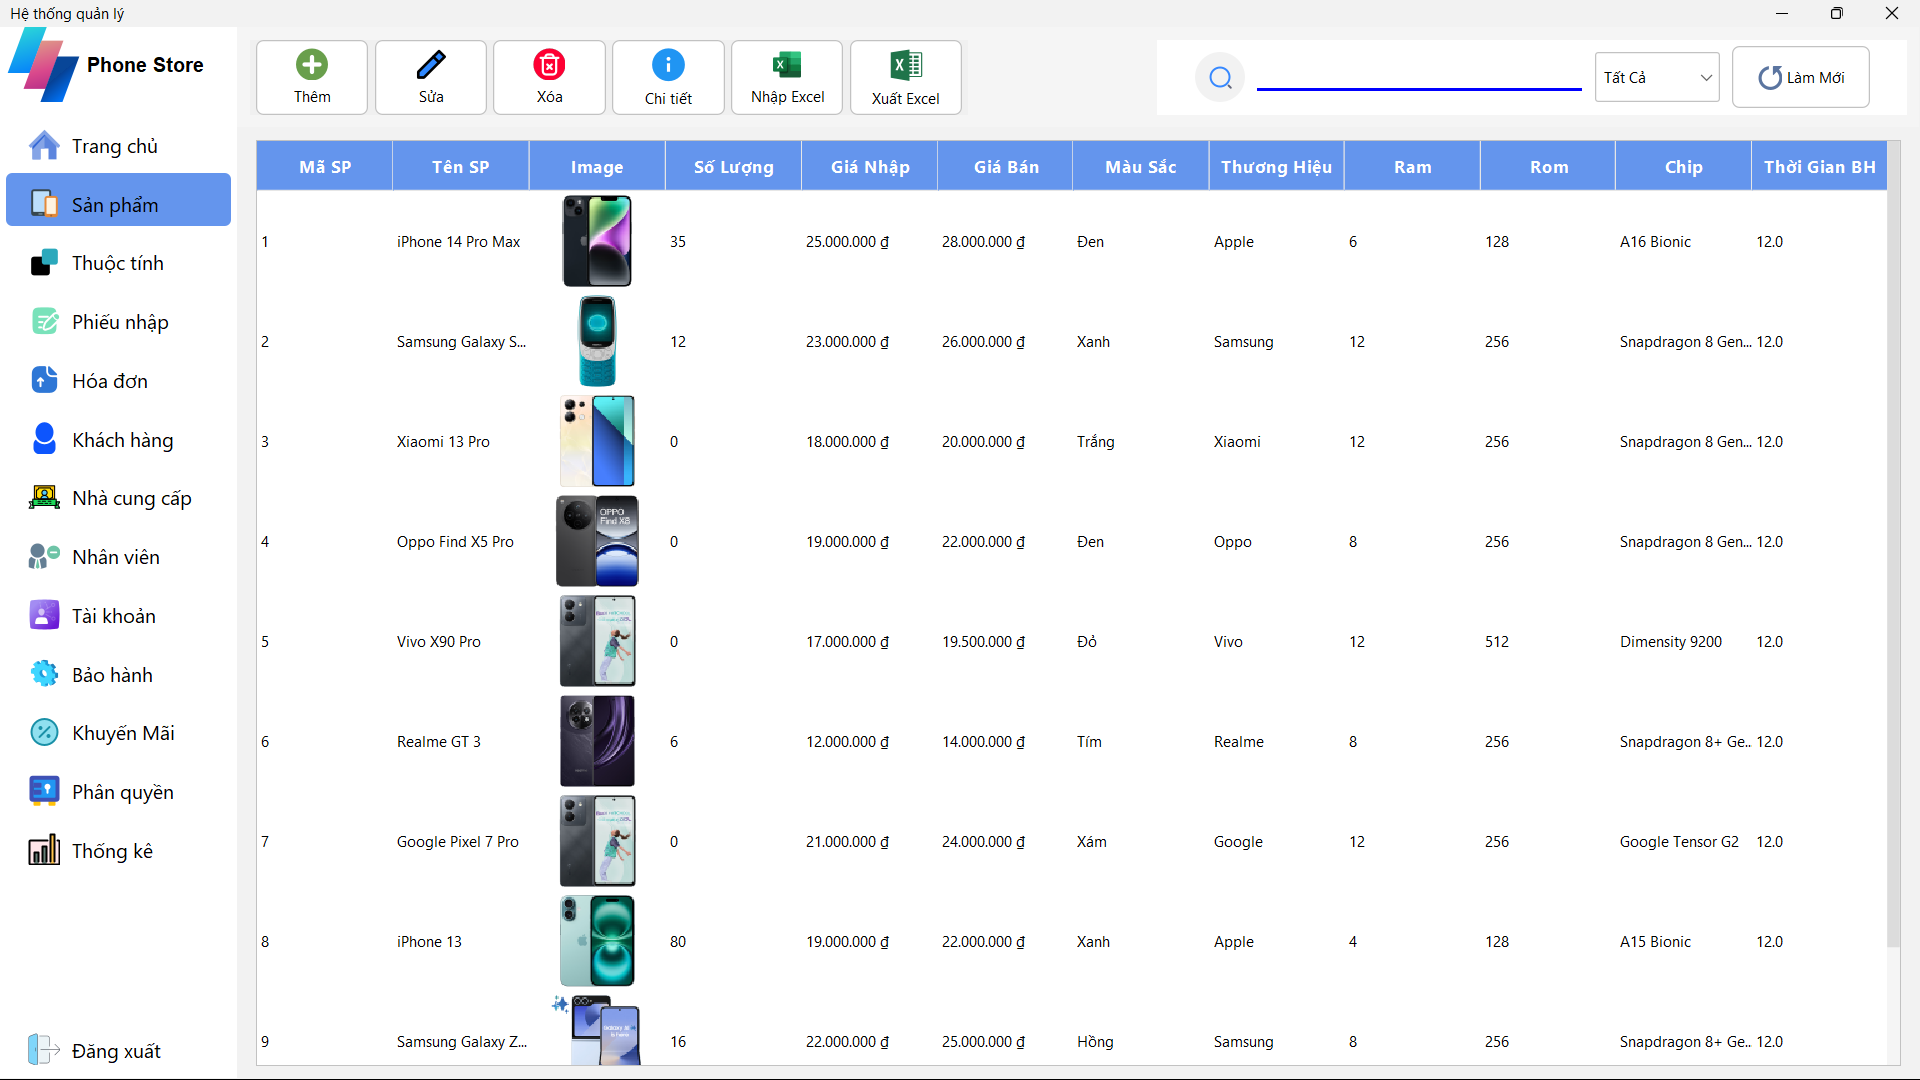 Hệ thống quản lý
Phone Store
Trang chủ
Sản phẩm
Thuộc tính
Phiếu nhập
Hóa đơn
Khách hàng
Nhà cung cấp
Nhân viên
Tài khoản
Bảo hành
Khuyến Mãi
Phân quyền
Thống kê
Đăng xuất
Thêm
Sửa
Xóa
Chi tiết
Nhập Excel
Xuất Excel
Tất Cả
Làm Mới
Mã SP Tên SP Image Số Lượng Giá Nhập Giá Bán Màu Sắc Thương Hiệu Ram Rom Chip Thời Gian BH
1 iPhone 14 Pro Max 35 25.000.000 ₫ 28.000.000 ₫ Đen Apple 6 128 A16 Bionic 12.0
2 Samsung Galaxy S... 12 23.000.000 ₫ 26.000.000 ₫ Xanh Samsung 12 256 Snapdragon 8 Gen... 12.0
3 Xiaomi 13 Pro 0 18.000.000 ₫ 20.000.000 ₫ Trắng Xiaomi 12 256 Snapdragon 8 Gen... 12.0
4 Oppo Find X5 Pro 0 19.000.000 ₫ 22.000.000 ₫ Đen Oppo 8 256 Snapdragon 8 Gen... 12.0
5 Vivo X90 Pro 0 17.000.000 ₫ 19.500.000 ₫ Đỏ Vivo 12 512 Dimensity 9200 12.0
6 Realme GT 3 6 12.000.000 ₫ 14.000.000 ₫ Tím Realme 8 256 Snapdragon 8+ Ge... 12.0
7 Google Pixel 7 Pro 0 21.000.000 ₫ 24.000.000 ₫ Xám Google 12 256 Google Tensor G2 12.0
8 iPhone 13 80 19.000.000 ₫ 22.000.000 ₫ Xanh Apple 4 128 A15 Bionic 12.0
9 Samsung Galaxy Z... 16 22.000.000 ₫ 25.000.000 ₫ Hồng Samsung 8 256 Snapdragon 8+ Ge... 12.0
OPPO